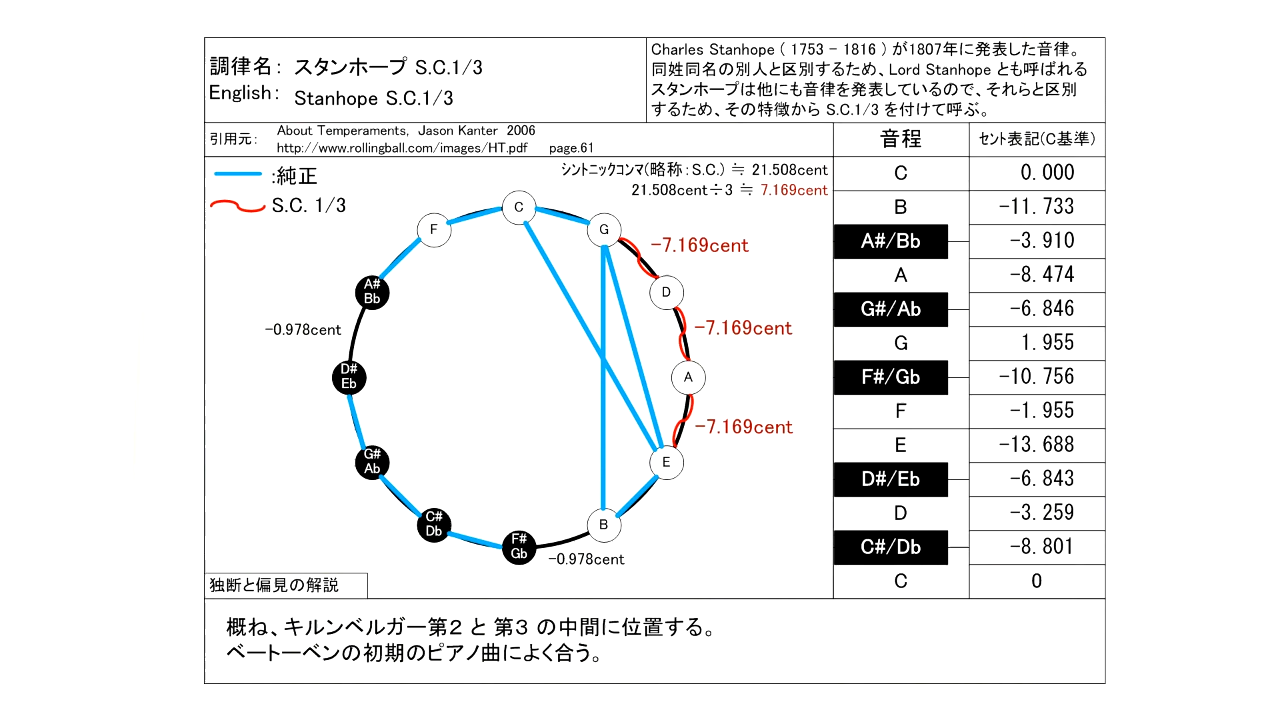 調律名： スタンホープ S.C.1/3
English： Stanhope S.C.1/3
Charles Stanhope ( 1753 - 1816 ) が1807年に発表した音律。
同姓同名の別人と区別するため、Lord Stanhope とも呼ばれる
スタンホープは他にも音律を発表しているので、それらと区別
するため、その特徴から S.C.1/3 を付けて呼ぶ。
引用元： About Temperaments, Jason Kanter 2006
http://www.rollingball.com/images/HT.pdf page.61
音程 セント表記(C基準)
:純正
S.C. 1/3
シントニックコンマ(略称：S.C.) ≒ 21.508cent
21.508cent÷3 ≒ 7.169cent
C
G
D
A
E
B
F#
Gb
C#
Db
G#
Ab
D#
Eb
A#
Bb
F
-7.169cent
-7.169cent
-7.169cent
-0.978cent
-0.978cent
C 0.000
B -11.733
A#/Bb -3.910
A -8.474
G#/Ab -6.846
G 1.955
F#/Gb -10.756
F -1.955
E -13.688
D#/Eb -6.843
D -3.259
C#/Db -8.801
C 0
独断と偏見の解説
概ね、キルンベルガー第２ と 第３ の中間に位置する。
ベートーベンの初期のピアノ曲によく合う。